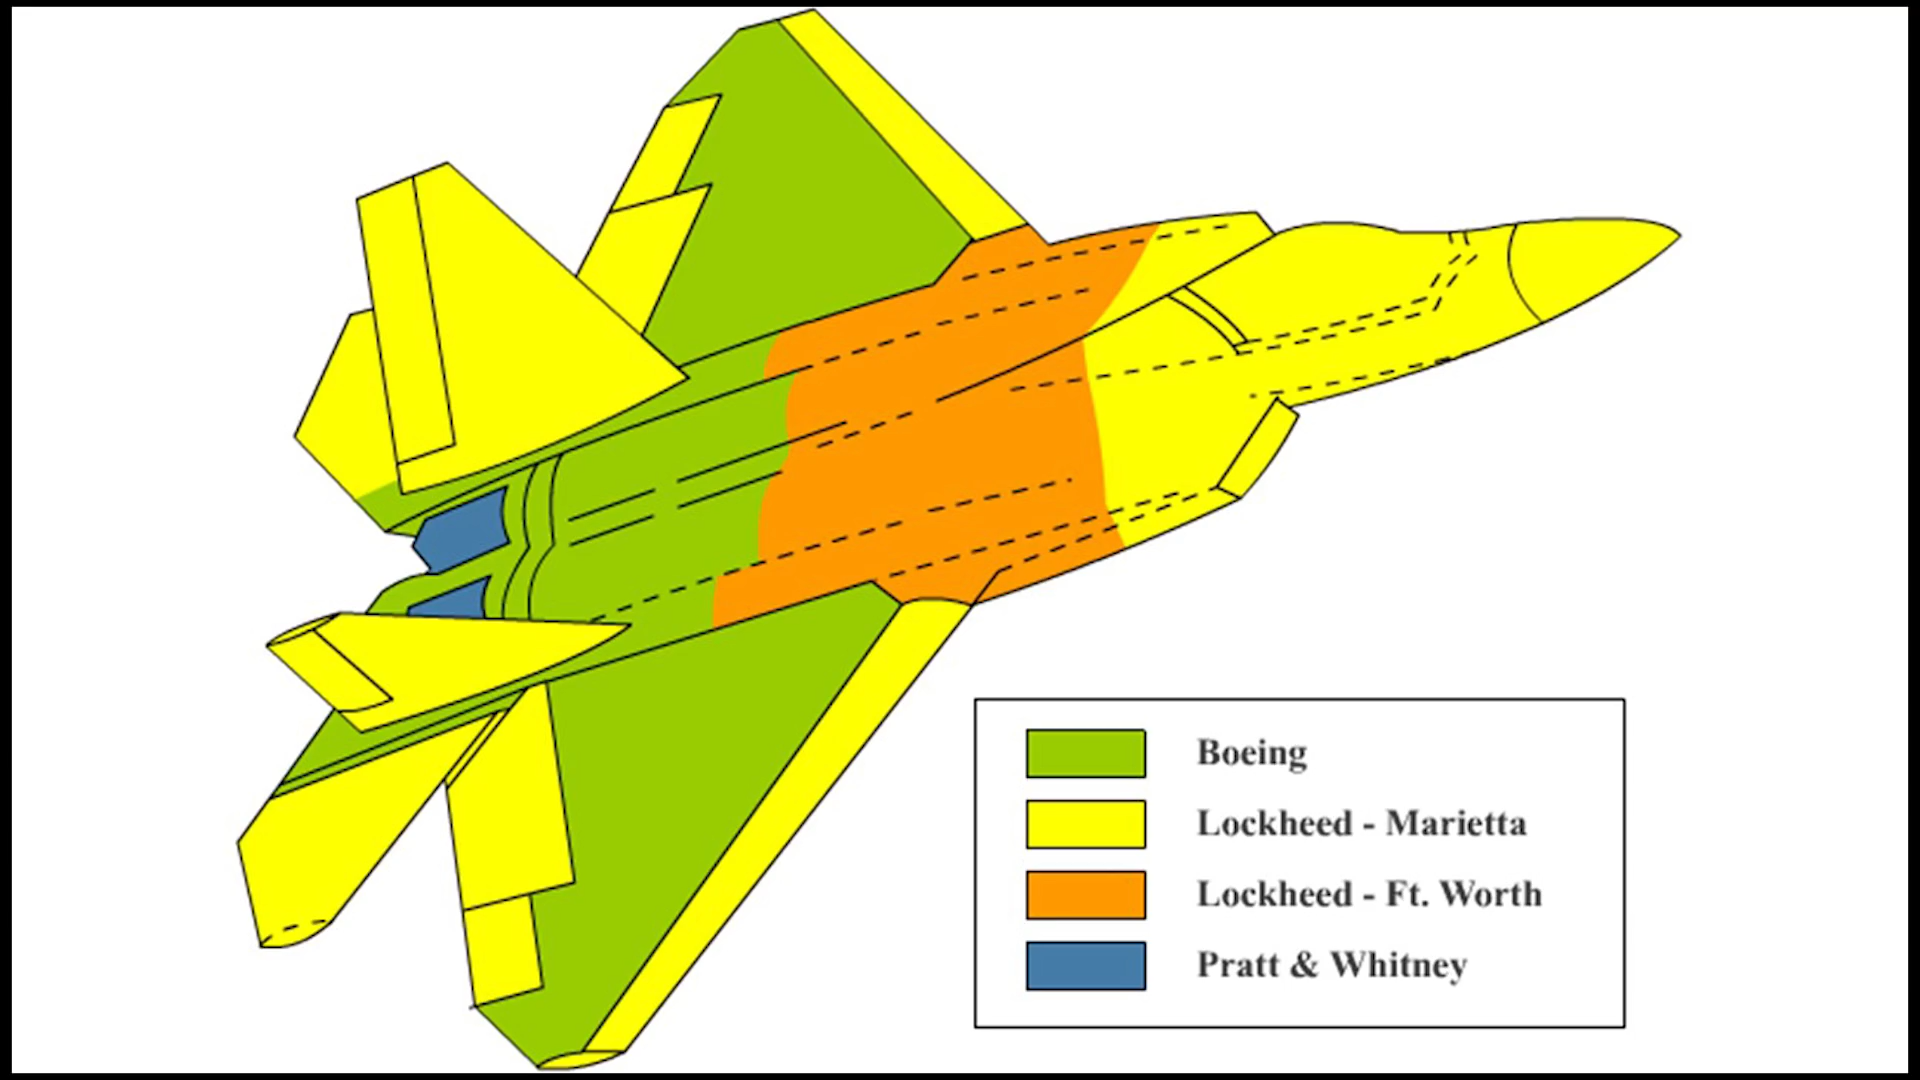 Boeing
Lockheed - Marietta
Lockheed - Ft. Worth
Pratt & Whitney